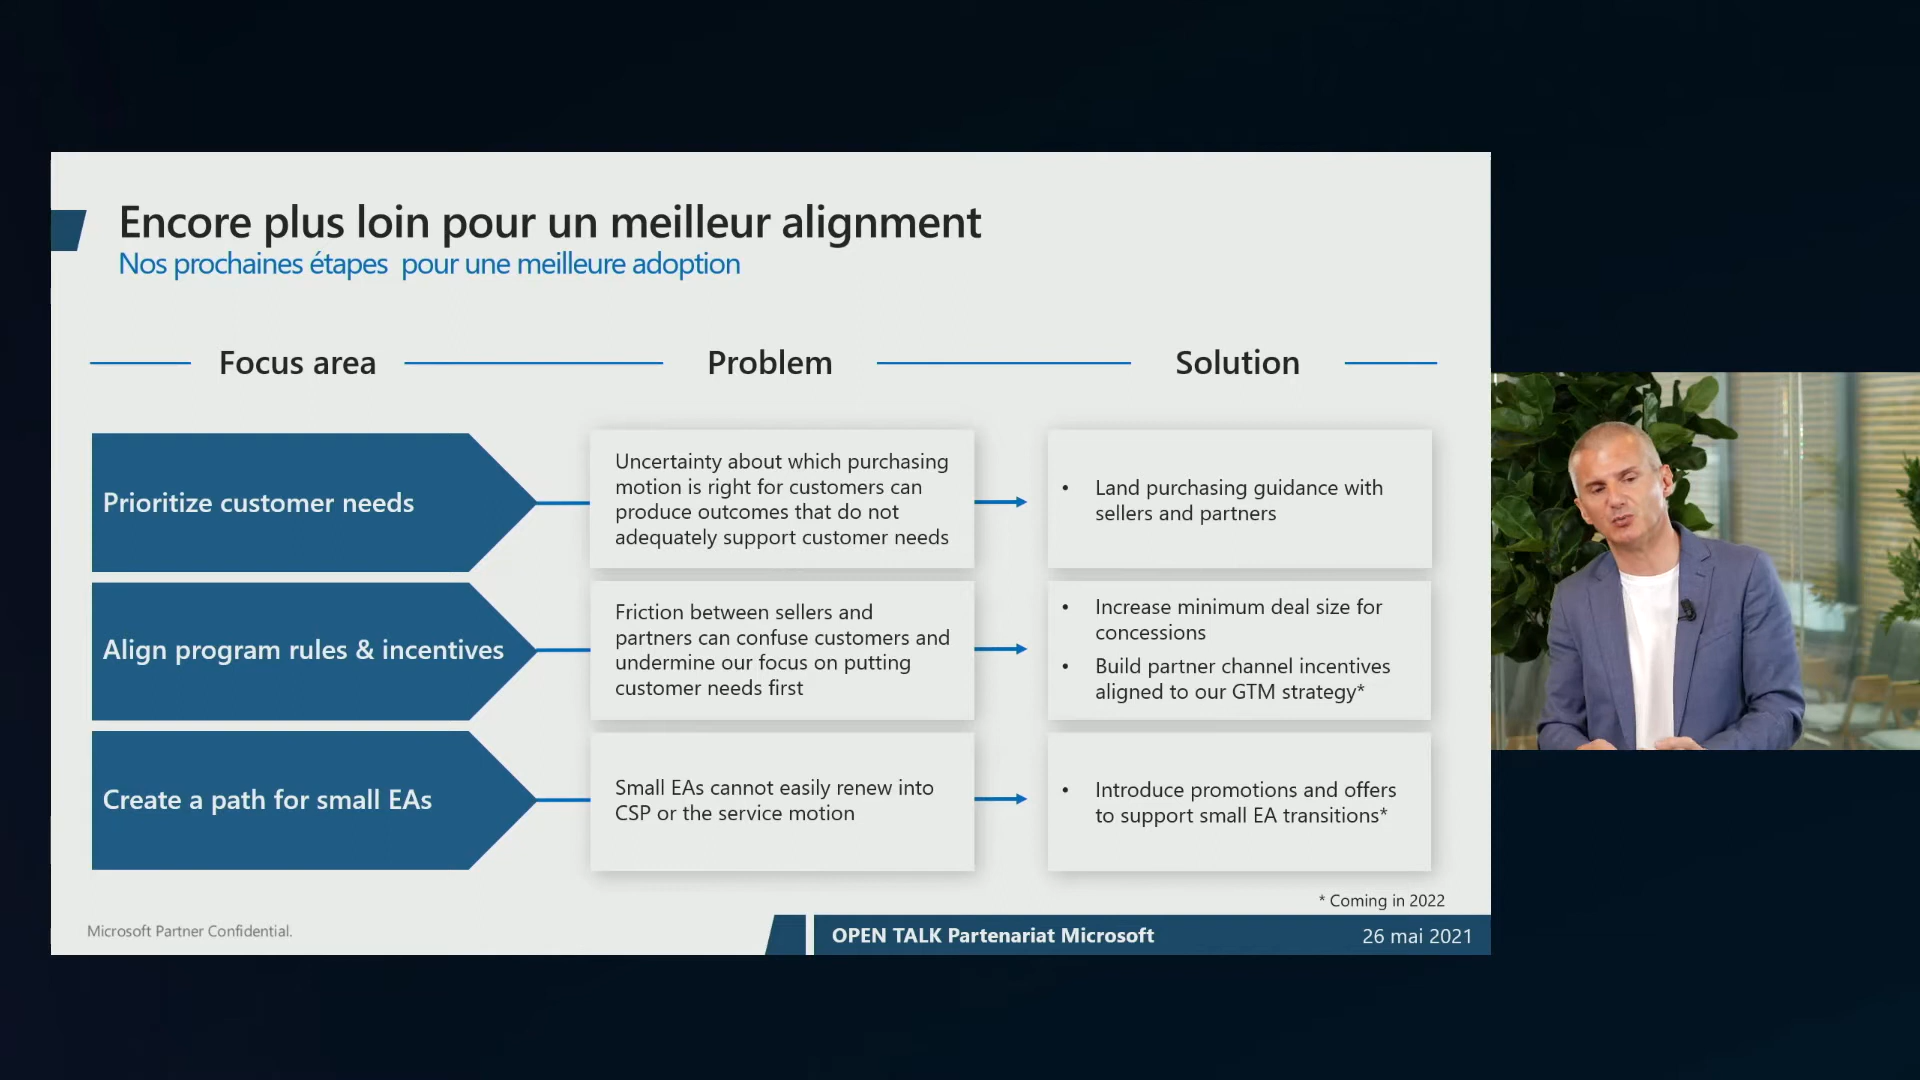 Encore plus loin pour un meilleur alignment
Nos prochaines étapes  pour une meilleure adoption
Focus area
Problem
Solution
Prioritize customer needs
Uncertainty about which purchasing
motion is right for customers can
produce outcomes that do not
adequately support customer needs
• Land purchasing guidance with
sellers and partners
Align program rules & incentives
Friction between sellers and
partners can confuse customers and
undermine our focus on putting
customer needs first
• Increase minimum deal size for
concessions
• Build partner channel incentives
aligned to our GTM strategy*
Create a path for small EAs
Small EAs cannot easily renew into
CSP or the service motion
• Introduce promotions and offers
to support small EA transitions*
* Coming in 2022
Microsoft Partner Confidential.
OPEN TALK Partenariat Microsoft
26 mai 2021